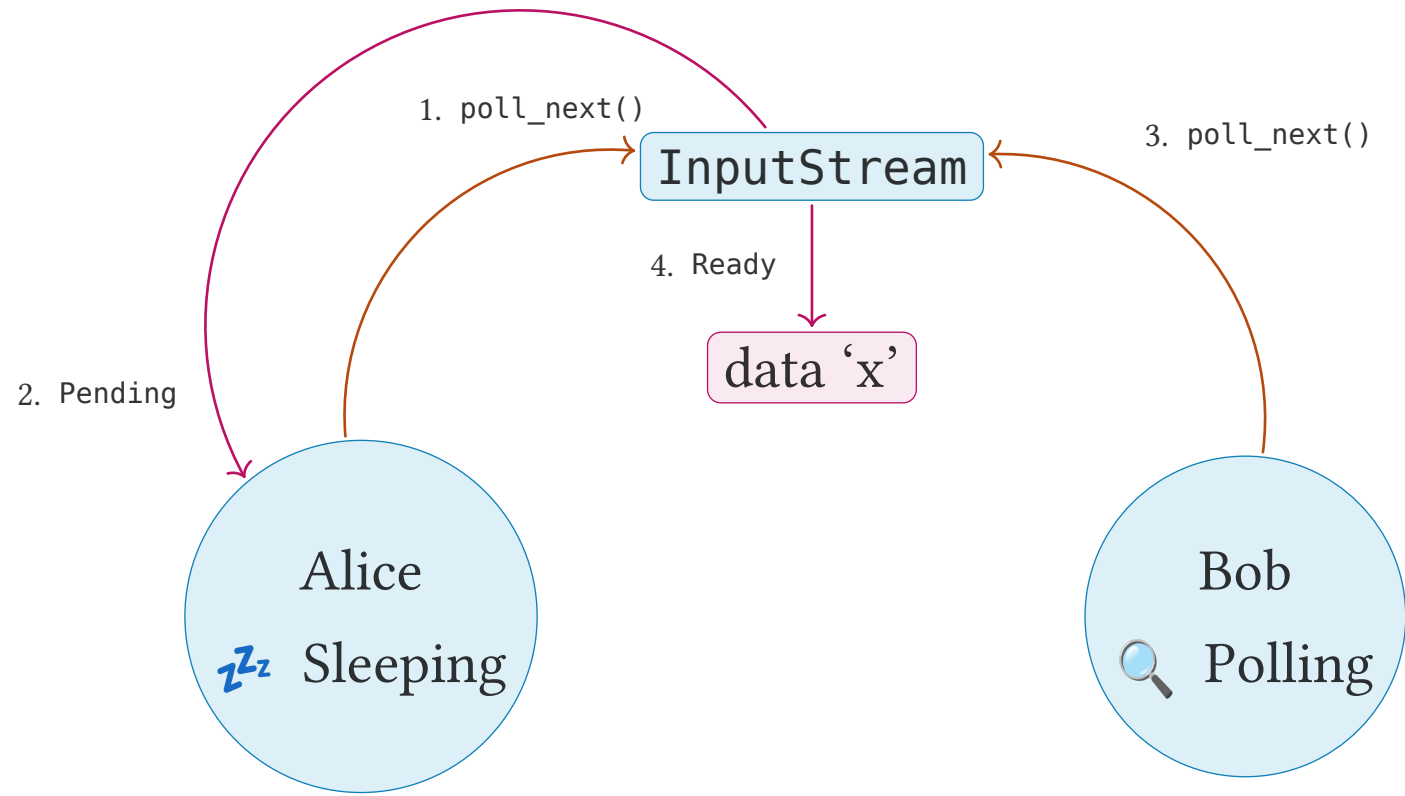 1. poll_next()
3. poll_next()
InputStream
4. Ready
data ‘x’
2. Pending
Alice
💤 Sleeping
Bob
🔍 Polling